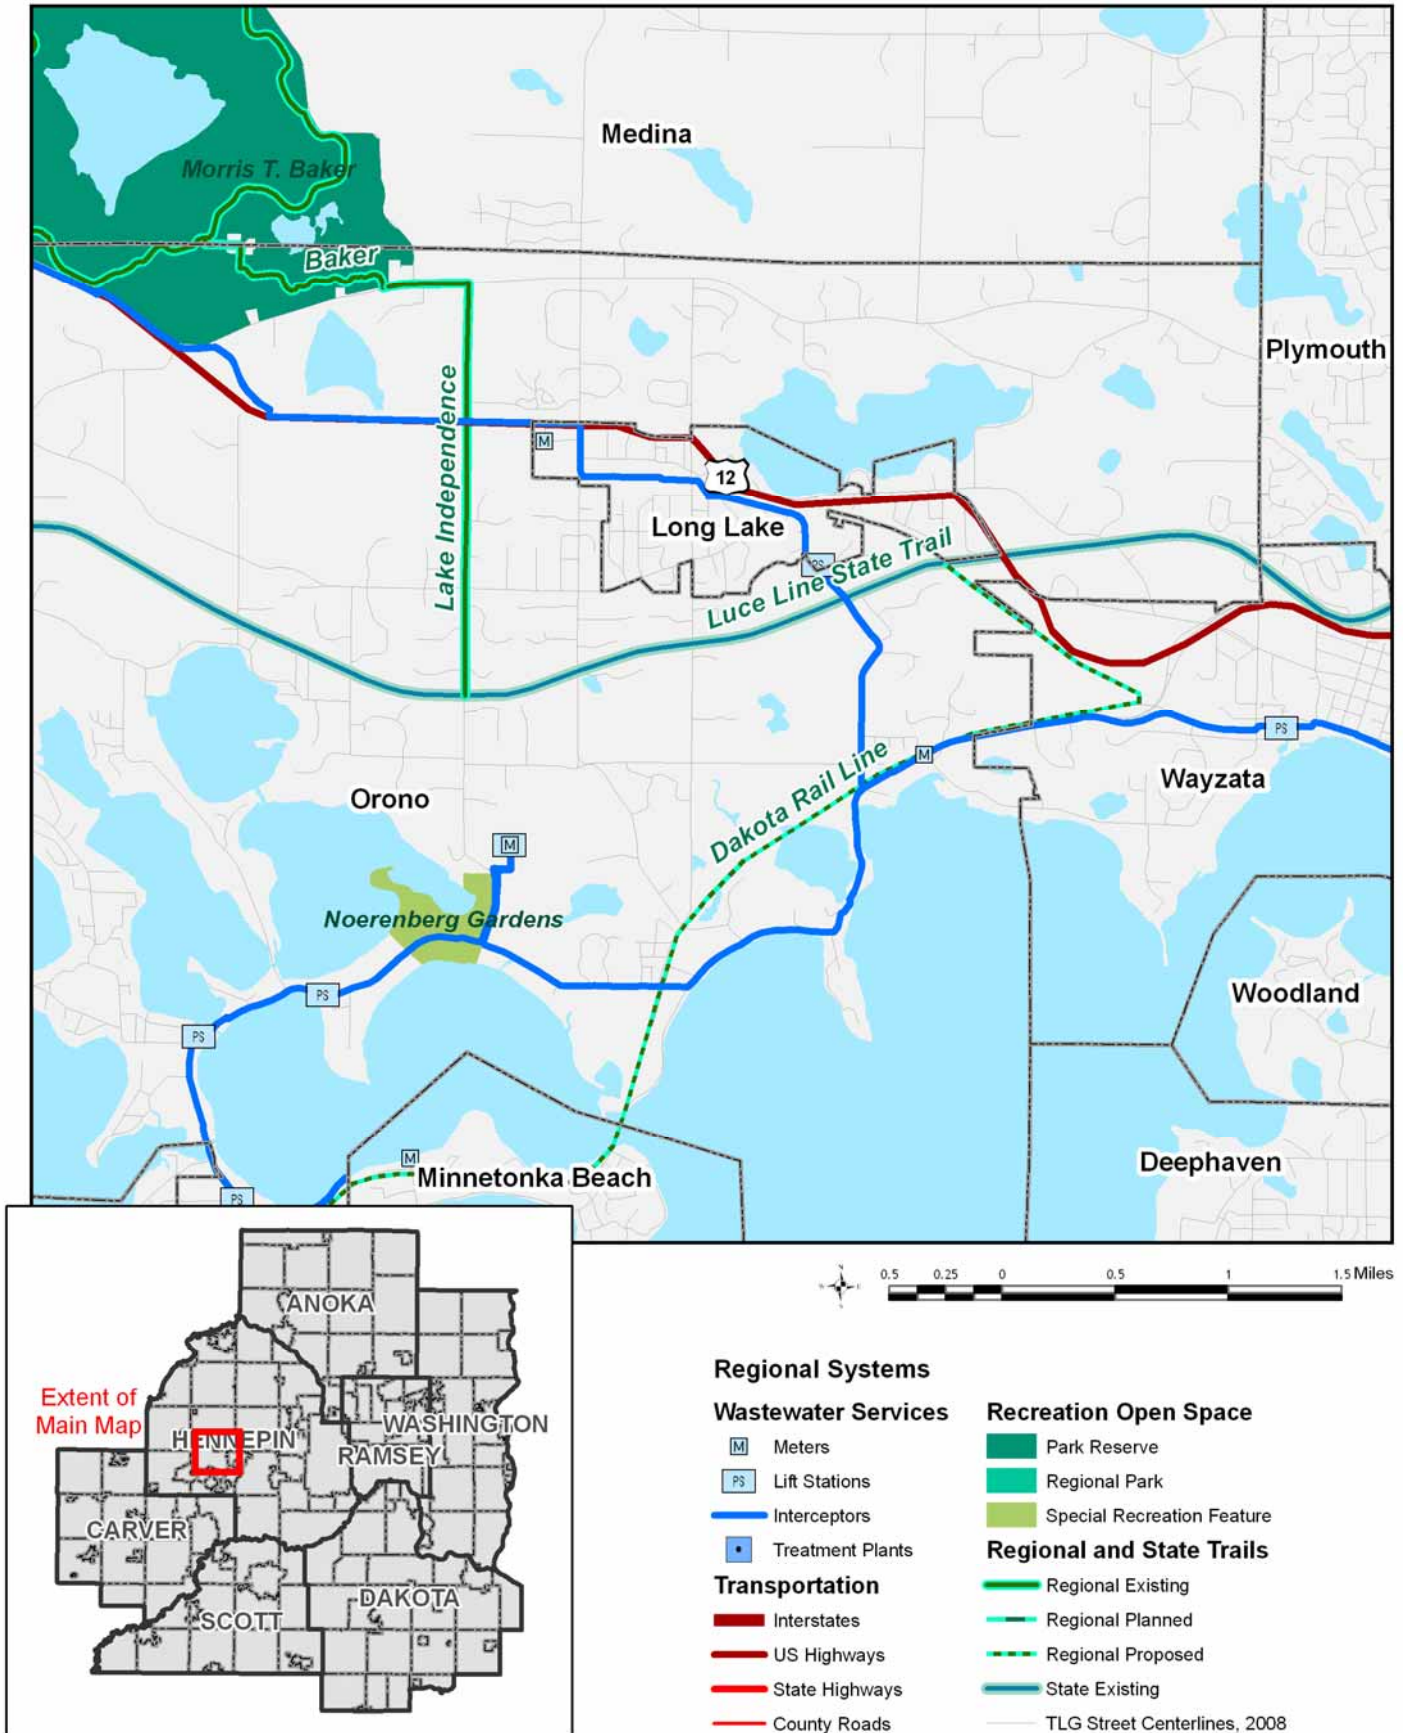 Medina
Morris T. Baker
Baker
Plymouth
Lake Independence
M
12
Long Lake
PS
Luce Line State Trail
Dakota Rail Line
M
PS
Wayzata
Orono
M
Noerenberg Gardens
PS
PS
Woodland
M
Minnetonka Beach
Deephaven
PS
ANOKA
Extent of
Main Map
HENNEPIN
WASHINGTON
RAMSEY
CARVER
SCOTT
DAKOTA
0.5 0.25 0 0.5 1 1.5 Miles
Regional Systems
Wastewater Services
M Meters
PS Lift Stations
Interceptors
Treatment Plants
Transportation
Interstates
US Highways
State Highways
County Roads
Recreation Open Space
Park Reserve
Regional Park
Special Recreation Feature
Regional and State Trails
Regional Existing
Regional Planned
Regional Proposed
State Existing
TLG Street Centerlines, 2008